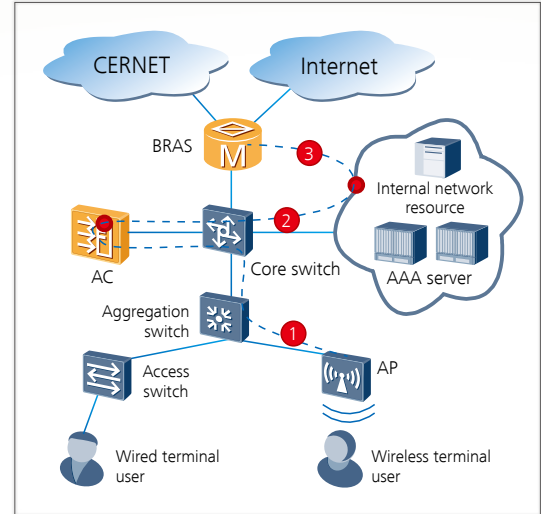 CERNET
Internet
BRAS
M
3
Internal network
resource
2
AC
Core switch
AAA server
Aggregation
switch
1
Access
switch
AP
Wired terminal
user
Wireless terminal
user